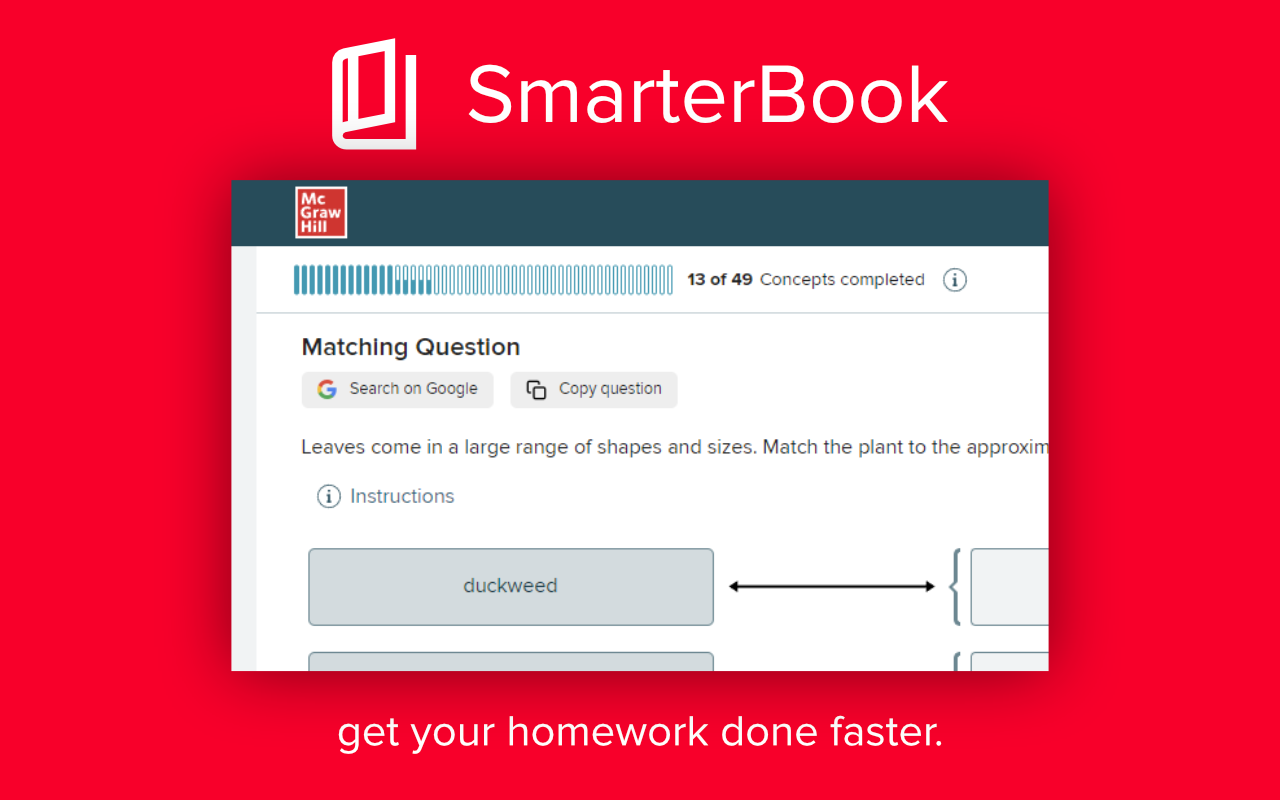 SmarterBook
Mc
Graw
Hill
13 of 49 Concepts completed
Matching Question
Search on Google Copy question
Leaves come in a large range of shapes and sizes. Match the plant to the approxim
Instructions
duckweed
get your homework done faster.